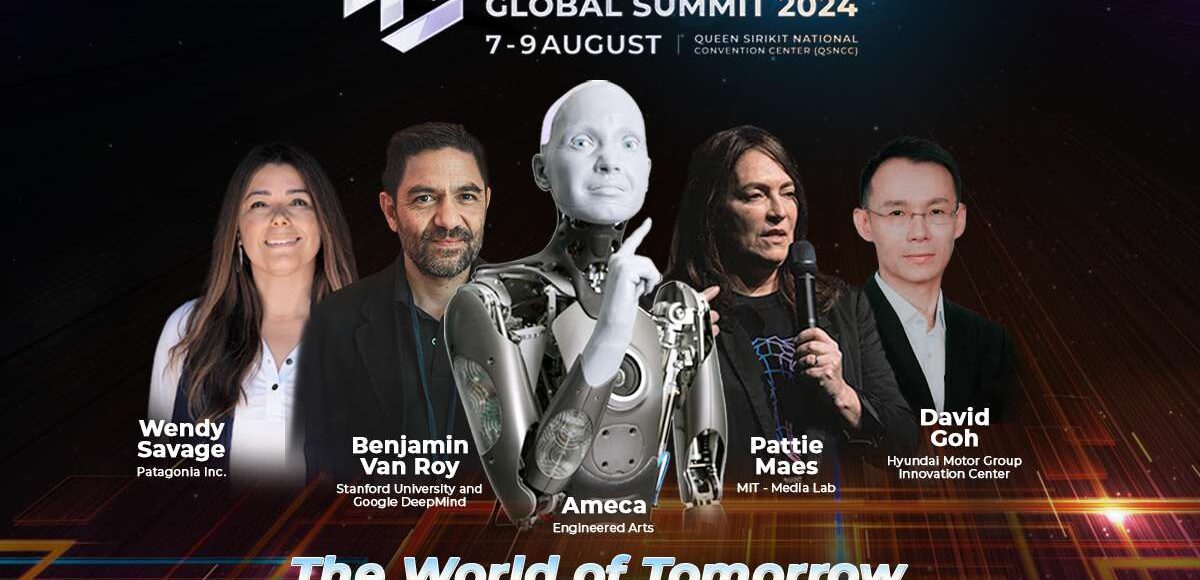 GLOBAL SUMMIT 2024
7-9 AUGUST | QUEEN SIRIKIT NATIONAL
CONVENTION CENTER (QSNCC)
Wendy
Savage
Patagonia Inc.
Benjamin
Van Roy
Stanford University and
Google DeepMind
Ameca
Engineered Arts
Pattie
Maes
MIT - Media Lab
David
Goh
Hyundai Motor Group
Innovation Center
The World of Tomorrow